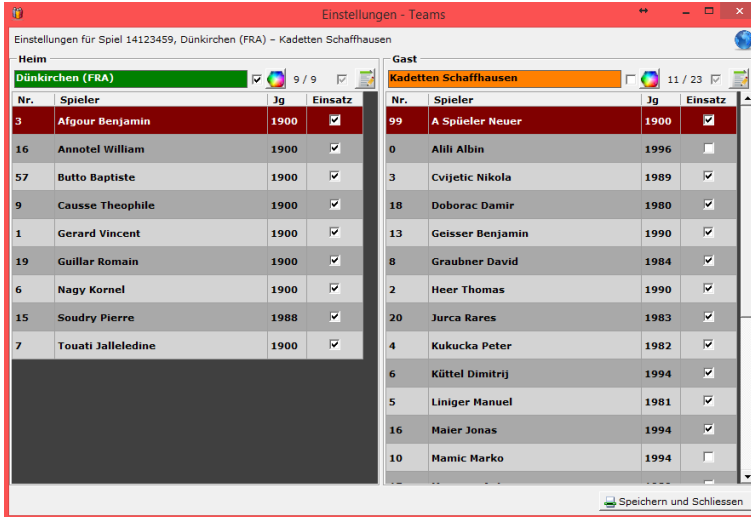 Einstellungen - Teams
Einstellungen für Spiel 14123459, Dünkirchen (FRA) – Kadetten Schaffhausen
Heim
Dünkirchen (FRA) 9 / 9
Nr. Spieler Jg Einsatz
3 Afgour Benjamin 1900
16 Annotel William 1900
57 Butto Baptiste 1900
9 Causse Theophile 1900
1 Gerard Vincent 1900
19 Guillar Romain 1900
6 Nagy Kornel 1900
15 Soudry Pierre 1988
7 Touati Jalleledine 1900
Gast
Kadetten Schaffhausen 11 / 23
Nr. Spieler Jg Einsatz
99 A Spüeler Neuer 1900
0 Alili Albin 1996
3 Cvijetic Nikola 1989
18 Doborac Damir 1980
13 Geisser Benjamin 1990
8 Graubner David 1984
2 Heer Thomas 1990
20 Jurca Rares 1983
4 Kukucka Peter 1982
6 Küttel Dimitrij 1994
5 Liniger Manuel 1981
16 Maier Jonas 1994
10 Mamic Marko 1994
Speichern und Schliessen